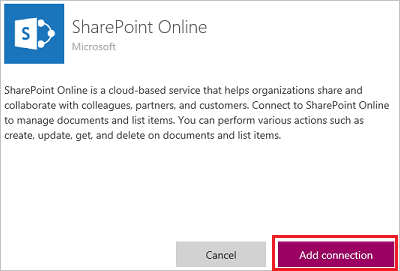 SharePoint Online
Microsoft
SharePoint Online is a cloud-based service that helps organizations share and
collaborate with colleagues, partners, and customers. Connect to SharePoint Online
to manage documents and list items. You can perform various actions such as
create, update, get, and delete on documents and list items.
Cancel
Add connection